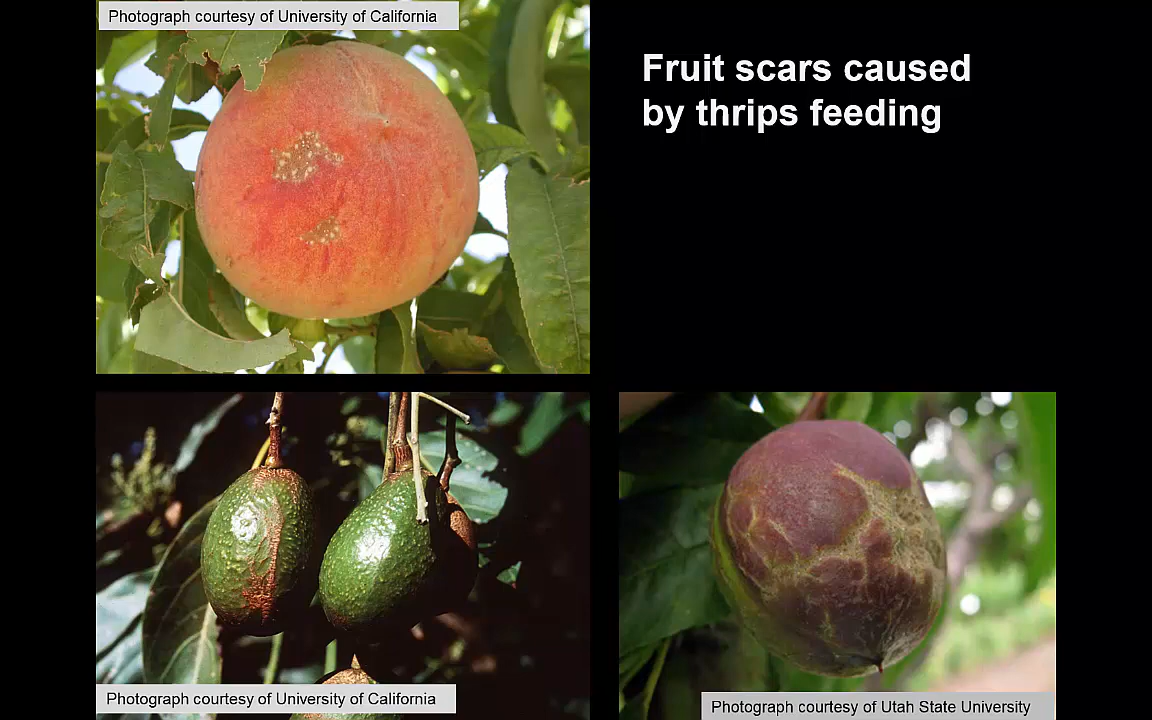 Photograph courtesy of University of California
Fruit scars caused
by thrips feeding
Photograph courtesy of University of California
Photograph courtesy of Utah State University